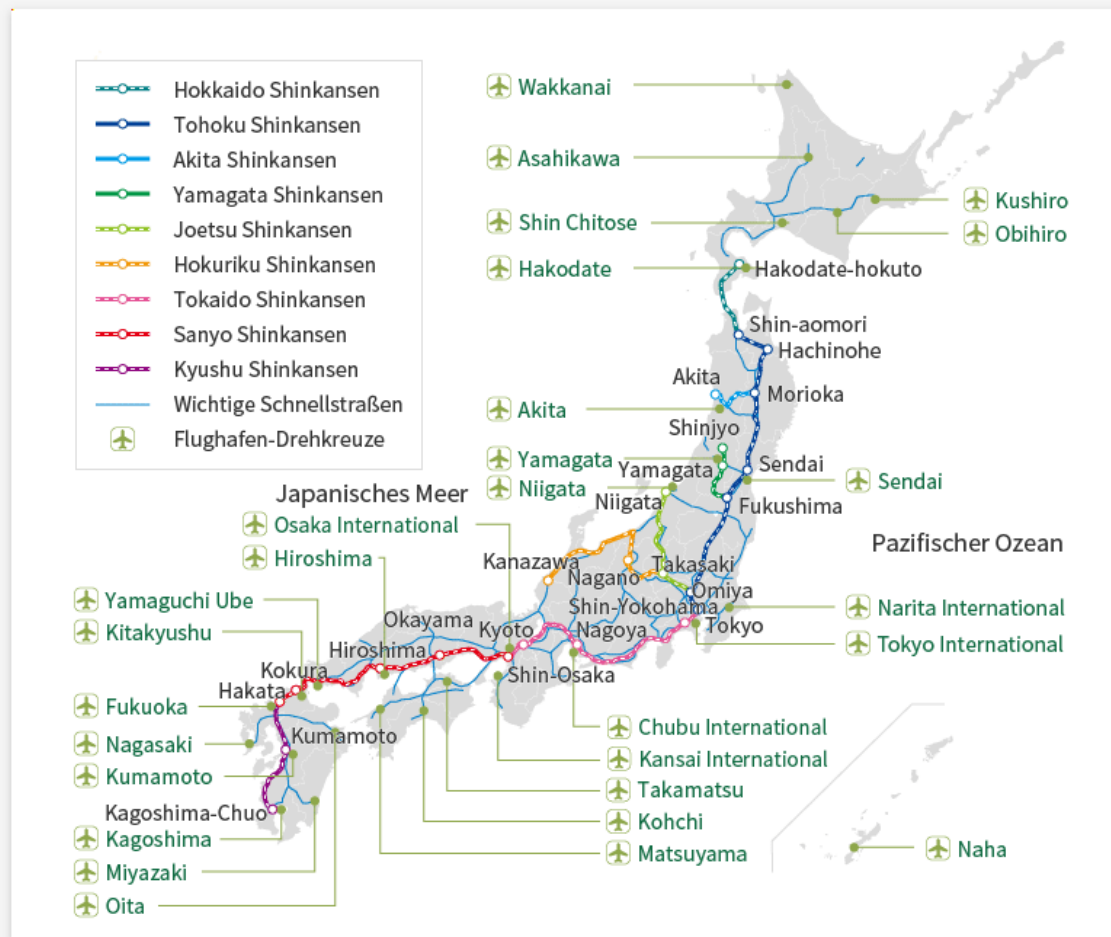 Hokkaido Shinkansen
Tohoku Shinkansen
Akita Shinkansen
Yamagata Shinkansen
Joetsu Shinkansen
Hokuriku Shinkansen
Tokaido Shinkansen
Sanyo Shinkansen
Kyushu Shinkansen
Wichtige Schnellstraßen
Flughafen-Drehkreuze
Wakkanai
Asahikawa
Kushiro
Shin Chitose
Obihiro
Hakodate
Hakodate-hokuto
Shin-aomori
Hachinohe
Akita
Morioka
Akita
Shinjyo
Yamagata
Yamagata
Sendai
Sendai
Niigata
Niigata
Fukushima
Japanisches Meer
Osaka International
Pazifischer Ozean
Hiroshima
Kanazawa
Nagano
Takasaki
Omiya
Yamaguchi Ube
Shin-Yokohama
Narita International
Okayama
Kyoto
Nagoya
Tokyo
Kitakyushu
Tokyo International
Hiroshima
Kokura
Shin-Osaka
Hakata
Fukuoka
Chubu International
Kumamoto
Nagasaki
Kansai International
Kumamoto
Takamatsu
Kagoshima-Chuo
Kohchi
Kagoshima
Matsuyama
Naha
Miyazaki
Oita